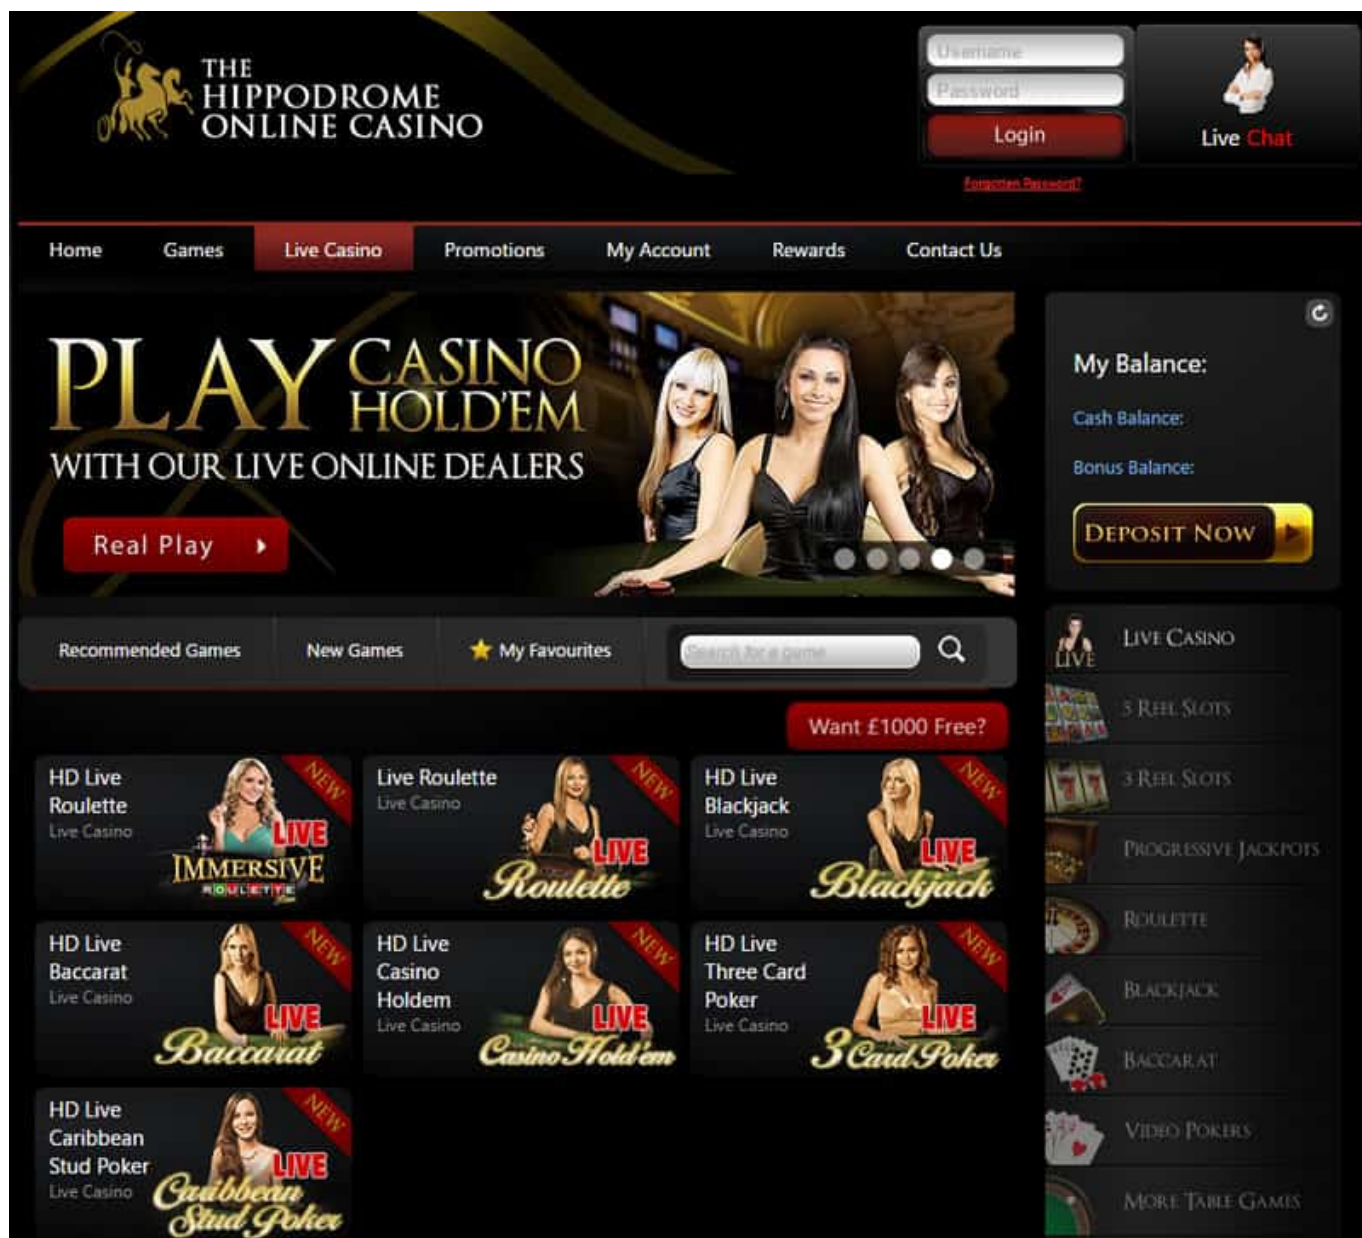 THE
HIPPODROME
ONLINE CASINO
Username
Password
Login
Forgotten Password?
Live Chat
Home
Games
Live Casino
Promotions
My Account
Rewards
Contact Us
PLAY CASINO
HOLD'EM
WITH OUR LIVE ONLINE DEALERS
Real Play
My Balance:
Cash Balance:
Bonus Balance:
DEPOSIT NOW
Recommended Games
New Games
My Favourites
Search for a game
Want £1000 Free?
HD Live
Roulette
Live Casino
NEW
LIVE
IMMERSIVE
ROULETTE
Live Roulette
Live Casino
NEW
LIVE
Roulette
HD Live
Blackjack
Live Casino
NEW
LIVE
Blackjack
HD Live
Baccarat
Live Casino
NEW
LIVE
Baccarat
HD Live
Casino
Holdem
Live Casino
NEW
LIVE
Casino Hold'em
HD Live
Three Card
Poker
Live Casino
NEW
LIVE
3 Card Poker
HD Live
Caribbean
Stud Poker
Live Casino
NEW
LIVE
Caribbean
Stud Poker
LIVE
LIVE CASINO
5 REEL SLOTS
3 REEL SLOTS
PROGRESSIVE JACKPOTS
ROULETTE
BLACKJACK
BACCARAT
VIDEO POKERS
MORE TABLE GAMES